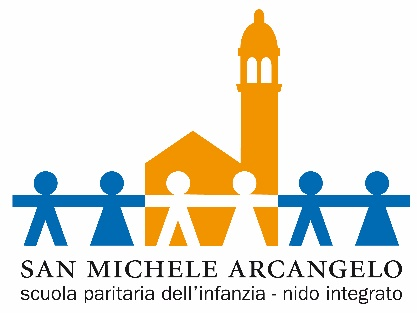 SAN MICHELE ARCANGELO
scuola paritaria dell'infanzia - nido integrato